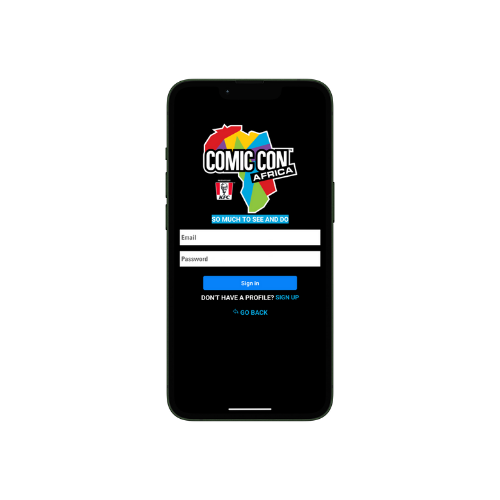 COMIC CON
AFRICA
KFC
SO MUCH TO SEE AND DO
Email
Password
Sign in
DON'T HAVE A PROFILE? SIGN UP
GO BACK